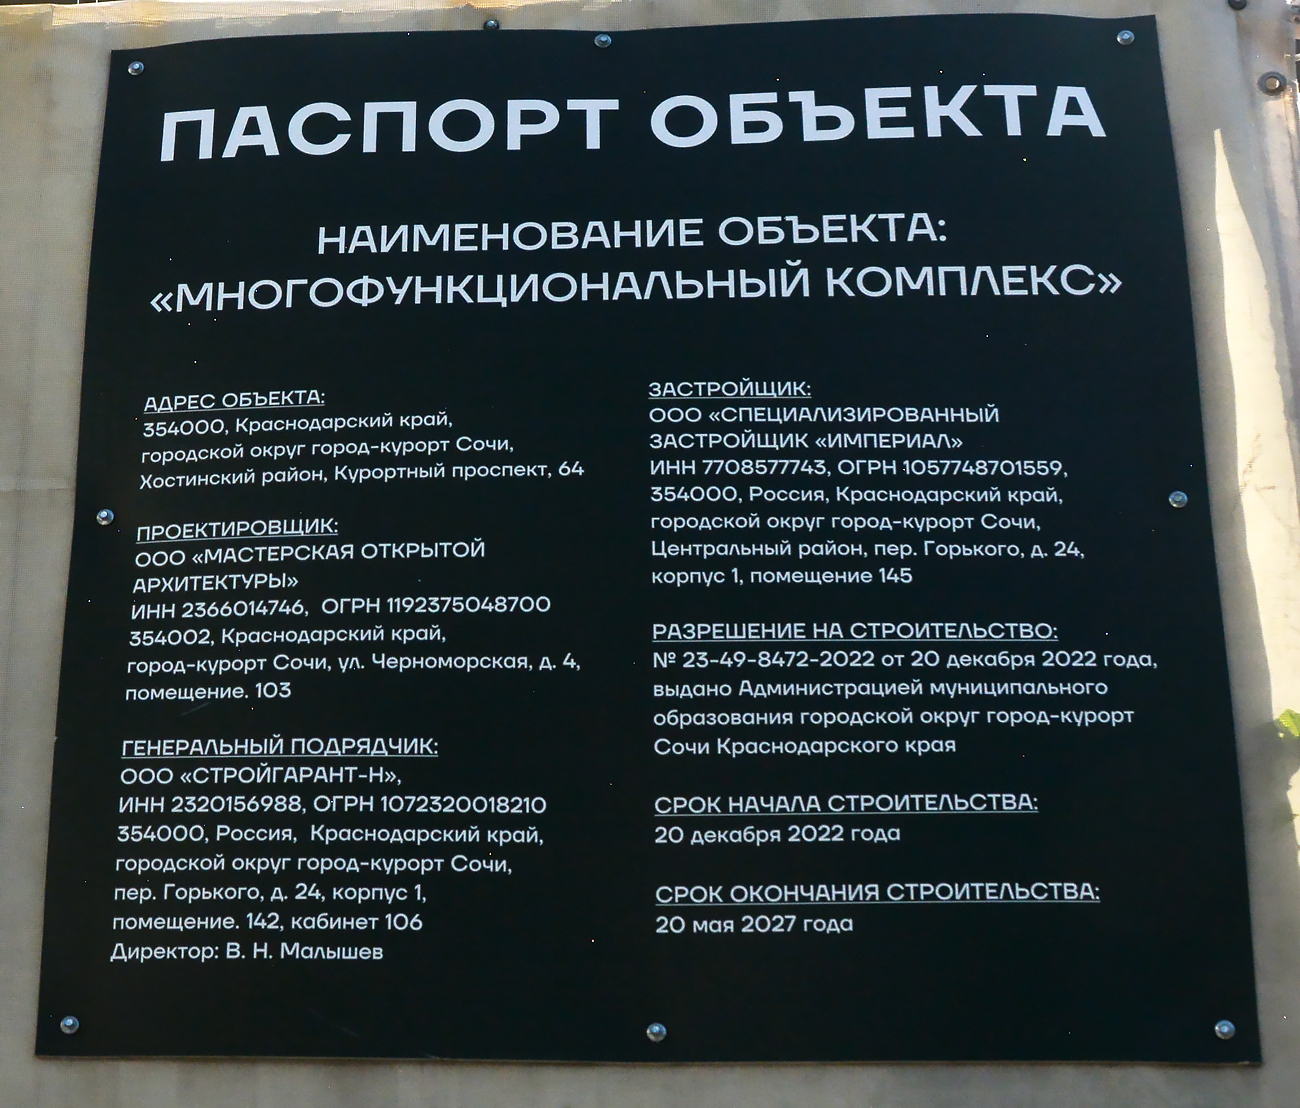 ПАСПОРТ ОБЪЕКТА
НАИМЕНОВАНИЕ ОБЪЕКТА:
«МНОГОФУНКЦИОНАЛЬНЫЙ КОМПЛЕКС»
АДРЕС ОБЪЕКТА:
354000, Краснодарский край,
городской округ город-курорт Сочи,
Хостинский район, Курортный проспект, 64
ПРОЕКТИРОВЩИК:
ООО «МАСТЕРСКАЯ ОТКРЫТОЙ
АРХИТЕКТУРЫ»
ИНН 2366014746, ОГРН 1192375048700
354002, Краснодарский край,
город-курорт Сочи, ул. Черноморская, д. 4,
помещение. 103
ГЕНЕРАЛЬНЫЙ ПОДРЯДЧИК:
ООО «СТРОЙГАРАНТ-Н»,
ИНН 2320156988, ОГРН 1072320018210
354000, Россия, Краснодарский край,
городской округ город-курорт Сочи,
пер. Горького, д. 24, корпус 1,
помещение. 142, кабинет 106
Директор: В. Н. Малышев
ЗАСТРОЙЩИК:
ООО «СПЕЦИАЛИЗИРОВАННЫЙ
ЗАСТРОЙЩИК «ИМПЕРИАЛ»
ИНН 7708577743, ОГРН 1057748701559,
354000, Россия, Краснодарский край,
городской округ город-курорт Сочи,
Центральный район, пер. Горького, д. 24,
корпус 1, помещение 145
РАЗРЕШЕНИЕ НА СТРОИТЕЛЬСТВО:
№ 23-49-8472-2022 от 20 декабря 2022 года,
выдано Администрацией муниципального
образования городской округ город-курорт
Сочи Краснодарского края
СРОК НАЧАЛА СТРОИТЕЛЬСТВА:
20 декабря 2022 года
СРОК ОКОНЧАНИЯ СТРОИТЕЛЬСТВА:
20 мая 2027 года